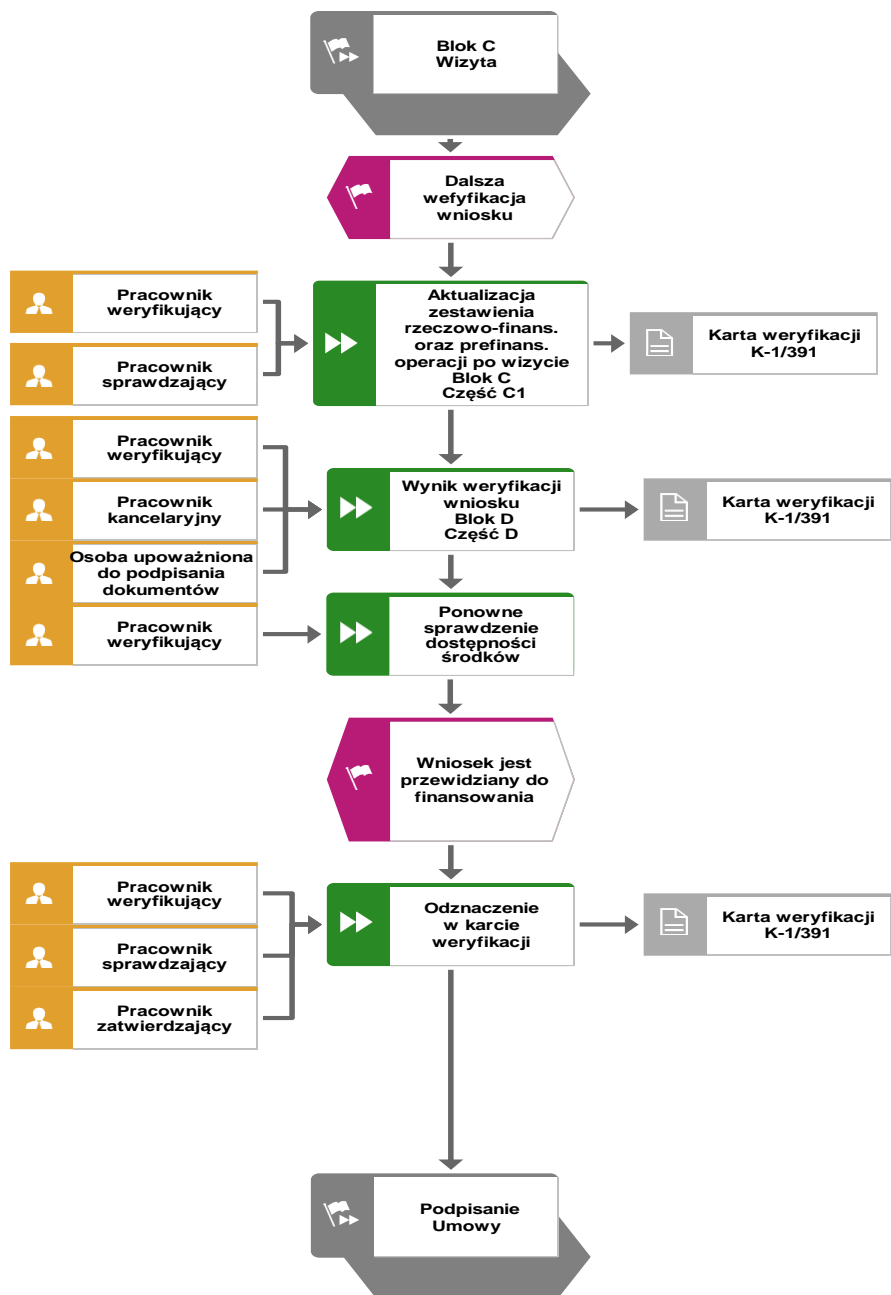 Blok C
Wizyta
Dalsza
wefyfikacja
wniosku
Pracownik
weryfikujący
Pracownik
sprawdzający
Aktualizacja
zestawienia
rzeczowo-finans.
oraz prefinans.
operacji po wizycie
Blok C
Część C1
Karta weryfikacji
K-1/391
Pracownik
weryfikujący
Pracownik
kancelaryjny
Osoba upoważniona
do podpisania
dokumentów
Wynik weryfikacji
wniosku
Blok D
Część D
Karta weryfikacji
K-1/391
Pracownik
weryfikujący
Ponowne
sprawdzenie
dostępności
środków
Wniosek jest
przewidziany do
finansowania
Pracownik
weryfikujący
Pracownik
sprawdzający
Pracownik
zatwierdzający
Odznaczenie
w karcie
weryfikacji
Karta weryfikacji
K-1/391
Podpisanie
Umowy